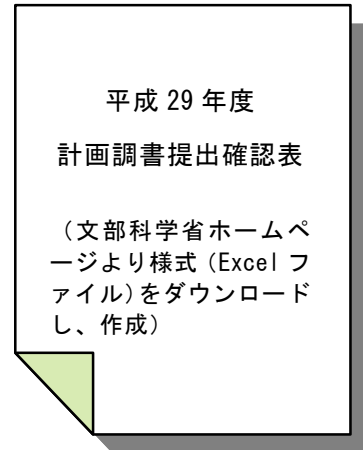 平成 29 年度
計画調書提出確認表
（文部科学省ホームペ
ージより様式（Excel フ
ァイル）をダウンロード
し、作成）